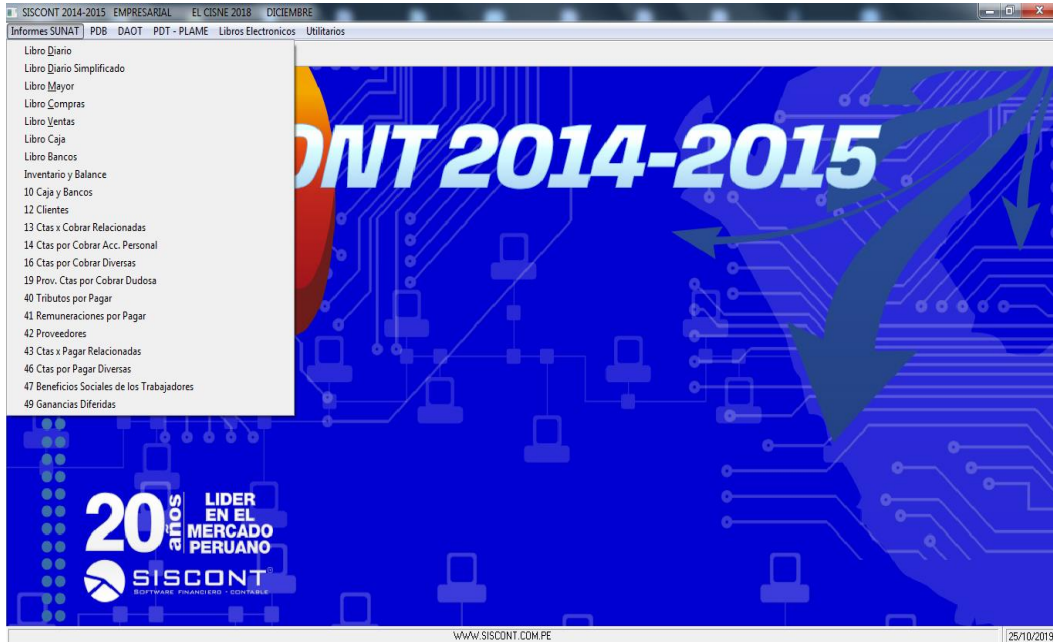 SISCONT 2014-2015 EMPRESARIAL EL CISNE 2018 DICIEMBRE
Informes SUNAT PDB DAOT PDT - PLAME Libros Electronicos Utilitarios
Libro Diario
Libro Diario Simplificado
Libro Mayor
Libro Compras
Libro Ventas
Libro Caja
Libro Bancos
Inventario y Balance
10 Caja y Bancos
12 Clientes
13 Ctas x Cobrar Relacionadas
14 Ctas por Cobrar Acc. Personal
16 Ctas por Cobrar Diversas
19 Prov. Ctas por Cobrar Dudosa
40 Tributos por Pagar
41 Remuneraciones por Pagar
42 Proveedores
43 Ctas x Pagar Relacionadas
46 Ctas por Pagar Diversas
47 Beneficios Sociales de los Trabajadores
49 Ganancias Diferidas
ONT 2014-2015
20 años
LIDER
EN EL
MERCADO
PERUANO
SISCONT®
SOFTWARE FINANCIERO - CONTABLE
WWW.SISCONT.COM.PE
25/10/2019